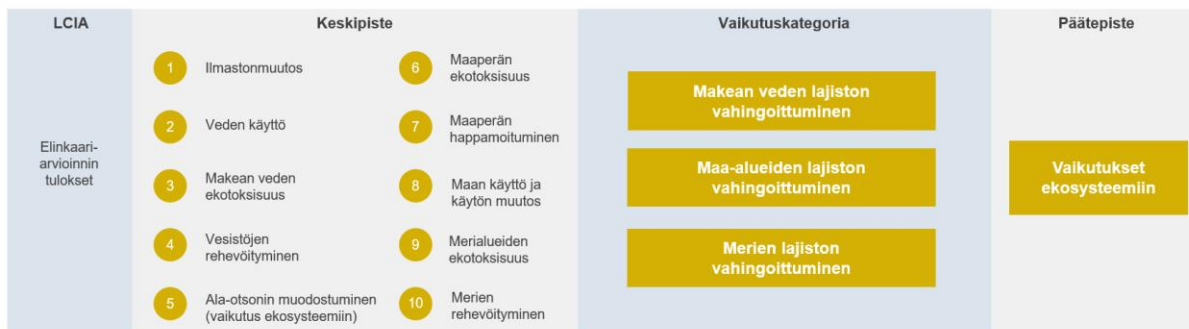 LCIA
Elinkaari-
arvioinnin
tulokset
Keskipiste
1 Ilmastonmuutos
2 Veden käyttö
3 Makean veden
ekotoksisuus
4 Vesistöjen
rehevöityminen
5 Ala-otsonin muodostuminen
(vaikutus ekosysteemiin)
6 Maaperän
ekotoksisuus
7 Maaperän
happamoituminen
8 Maan käyttö ja
käytön muutos
9 Merialueiden
ekotoksisuus
10 Merien
rehevöityminen
Vaikutuskategoria
Makean veden lajiston
vahingoittuminen
Maa-alueiden lajiston
vahingoittuminen
Merien lajiston
vahingoittuminen
Päätepiste
Vaikutukset
ekosysteemiin